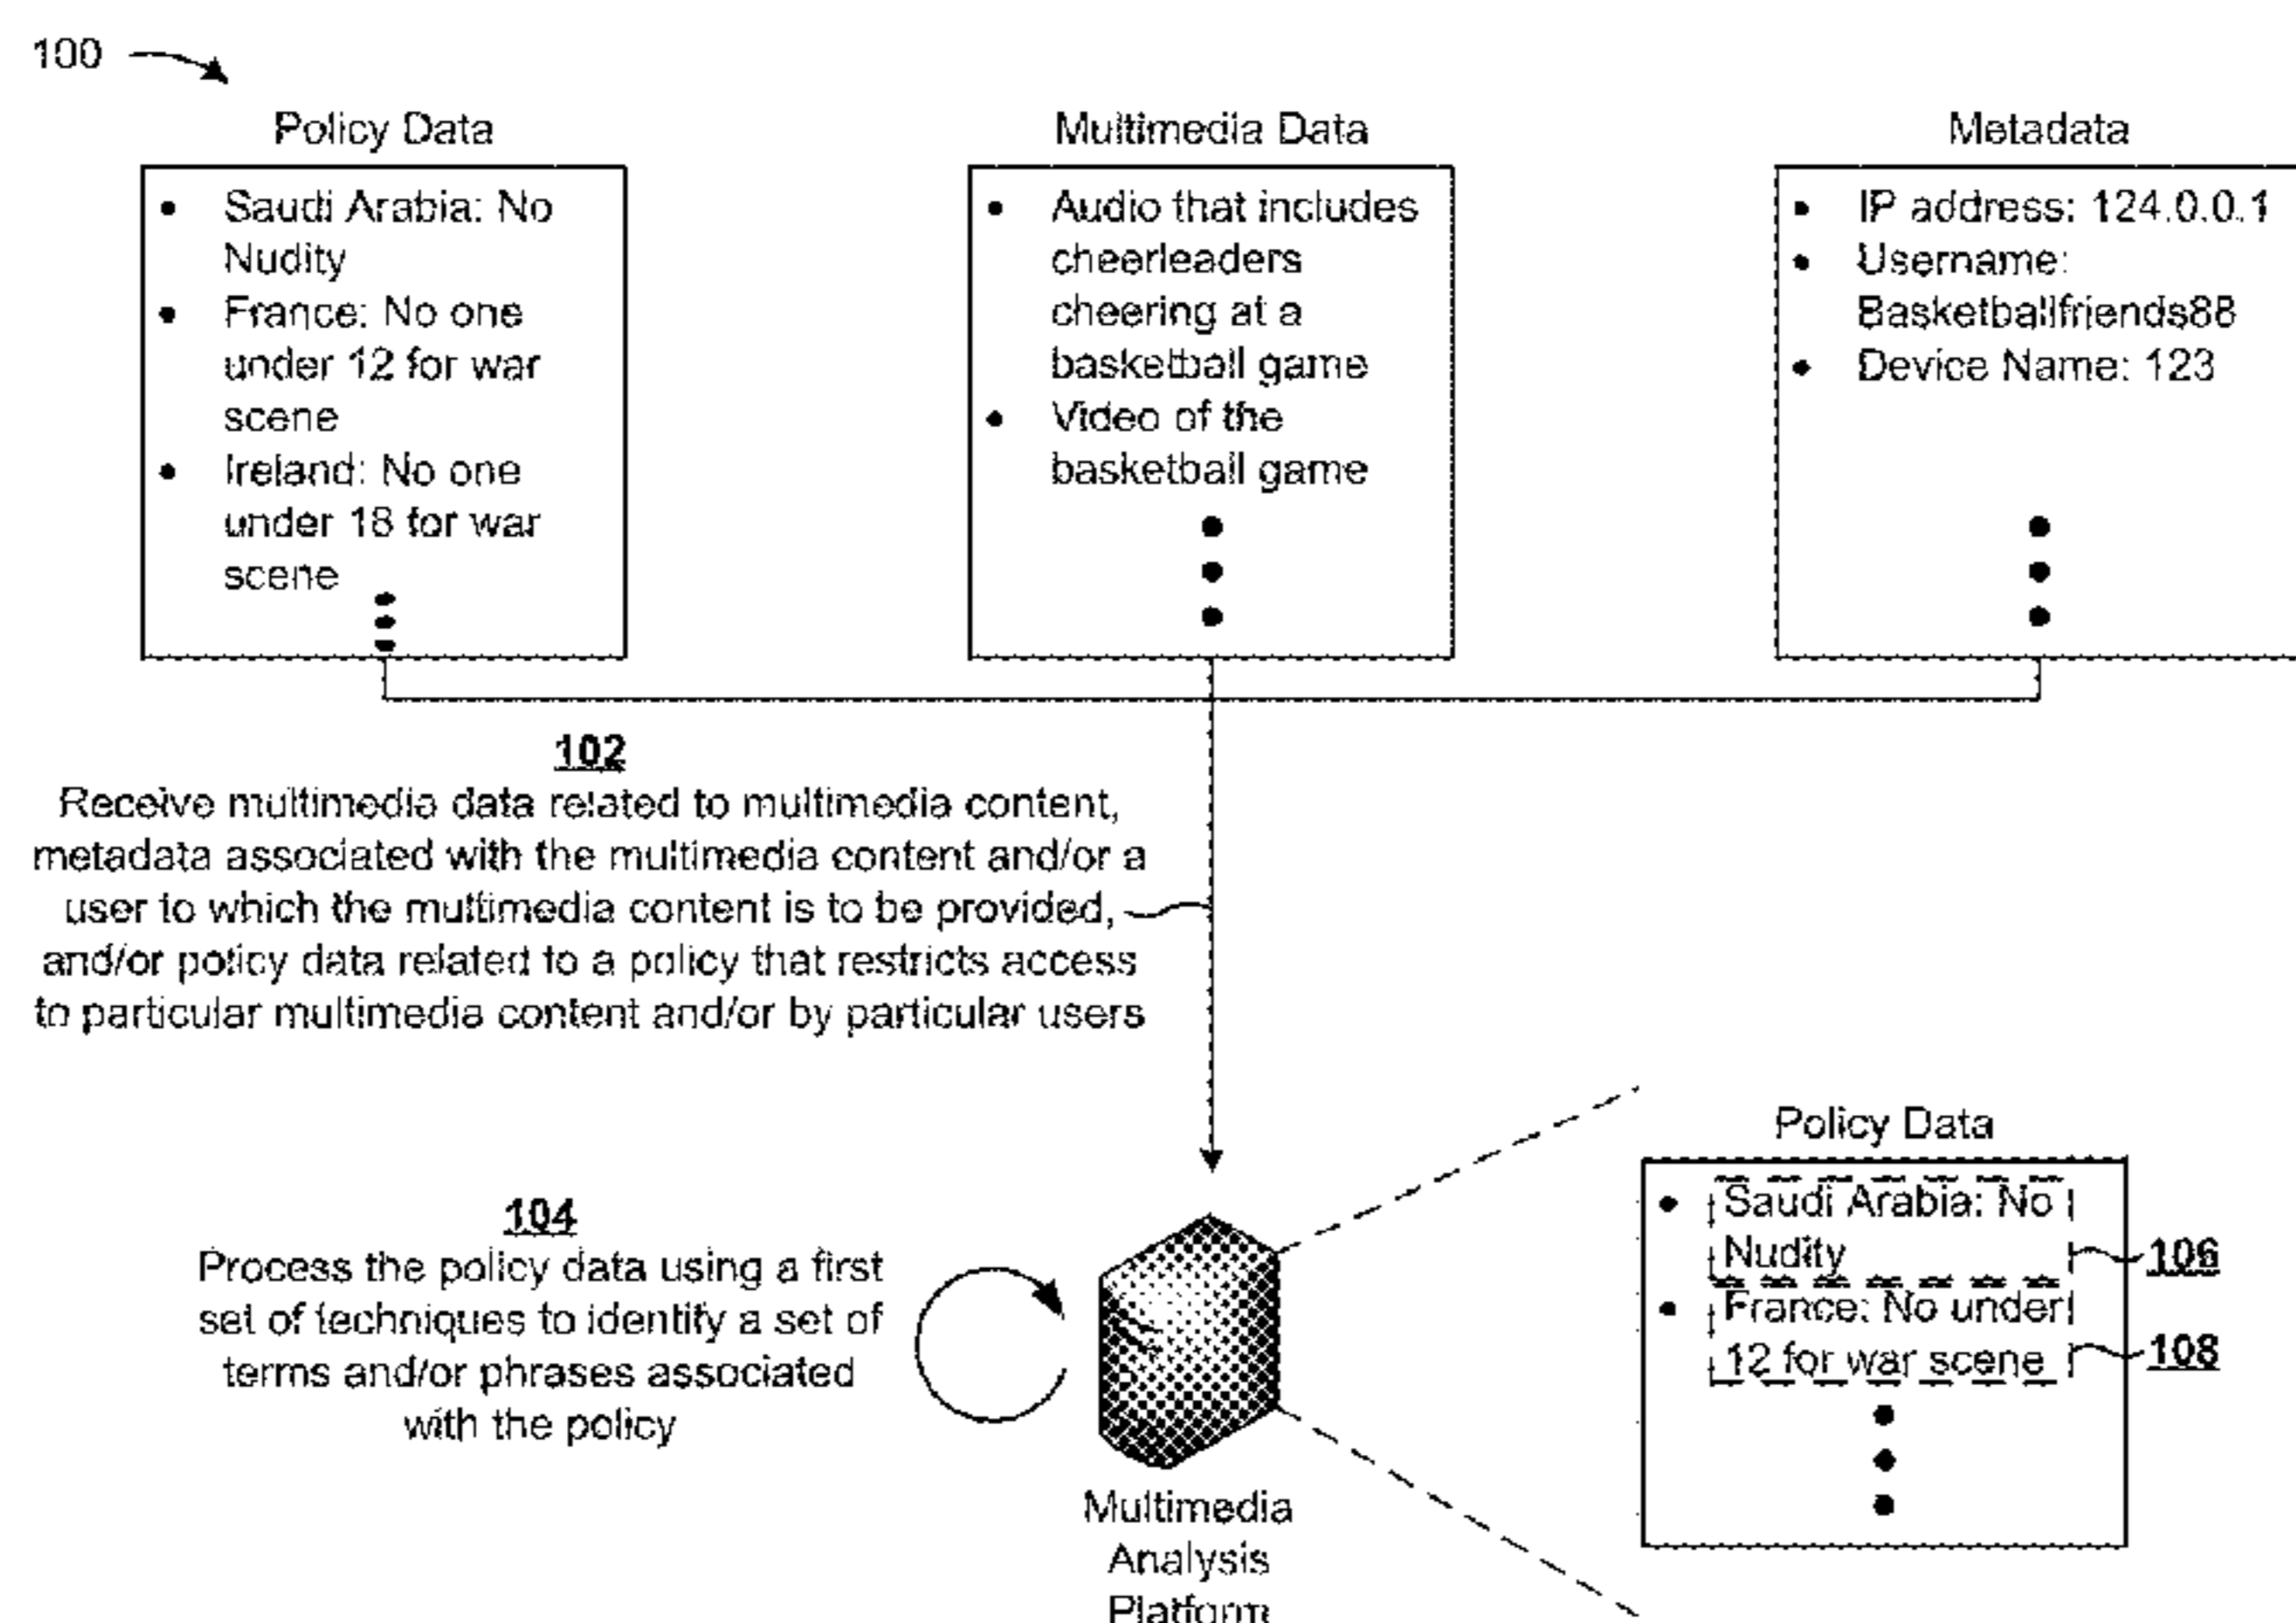 100
Policy Data
• Saudi Arabia: No
Nudity
• France: No one
under 12 for war
scene
• Ireland: No one
under 18 for war
scene
Multimedia Data
• Audio that includes
cheerleaders
cheering at a
basketball game
• Video of the
basketball game
Metadata
• IP address: 124.0.0.1
• Username:
Basketballfriends88
• Device Name: 123
102
Receive multimedia data related to multimedia content,
metadata associated with the multimedia content and/or a
user to which the multimedia content is to be provided,
and/or policy data related to a policy that restricts access
to particular multimedia content and/or by particular users
104
Process the policy data using a first
set of techniques to identify a set of
terms and/or phrases associated
with the policy
Multimedia
Analysis
Platform
Policy Data
• Saudi Arabia: No
Nudity
106
• France: No under
12 for war scene
108